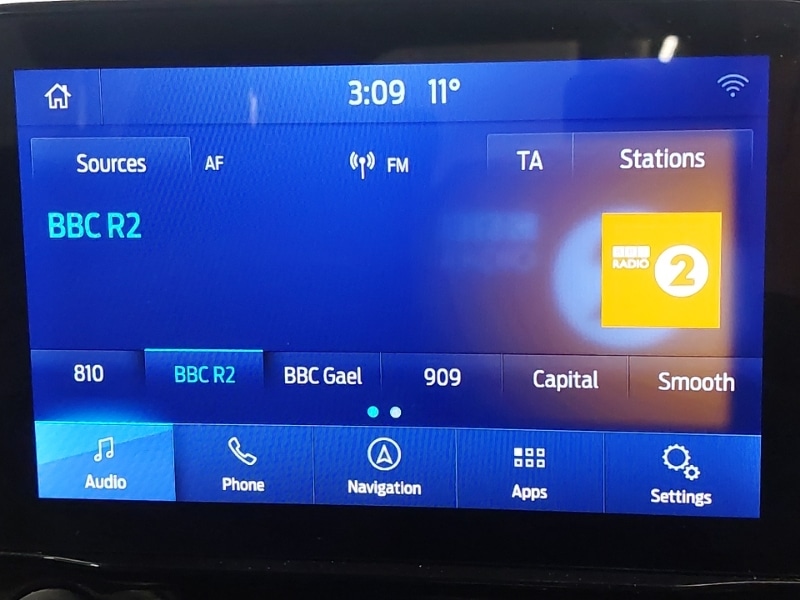 3:09 11°
Sources AF FM TA Stations
BBC R2
BBC
RADIO 2
810 BBC R2 BBC Gael 909 Capital Smooth
Audio Phone Navigation Apps Settings